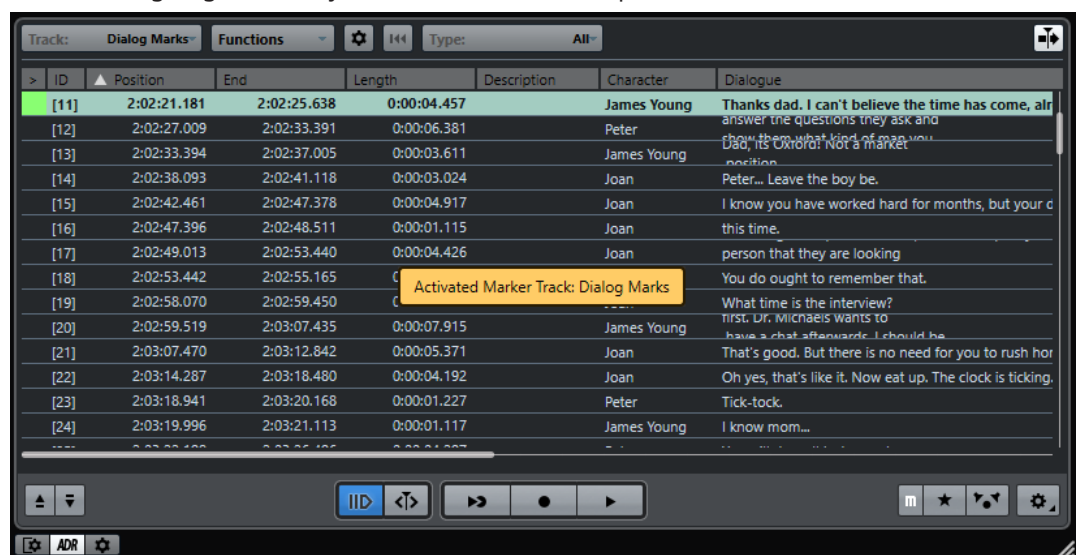 Track: Dialog Marks Functions Type: All
> ID Position End Length Description Character Dialogue
[11] 2:02:21.181 2:02:25.638 0:00:04.457 James Young Thanks dad. I can't believe the time has come, alr
[12] 2:02:27.009 2:02:33.391 0:00:06.381 Peter answer the questions they ask and
show them what kind of man you
[13] 2:02:33.394 2:02:37.005 0:00:03.611 James Young Dad, its Oxford! Not a market
position
[14] 2:02:38.093 2:02:41.118 0:00:03.024 Joan Peter... Leave the boy be.
[15] 2:02:42.461 2:02:47.378 0:00:04.917 Joan I know you have worked hard for months, but your d
[16] 2:02:47.396 2:02:48.511 0:00:01.115 Joan this time.
[17] 2:02:49.013 2:02:53.440 0:00:04.426 Joan person that they are looking
[18] 2:02:53.442 2:02:55.165 You do ought to remember that.
Activated Marker Track: Dialog Marks
[19] 2:02:58.070 2:02:59.450 What time is the interview?
[20] 2:02:59.519 2:03:07.435 0:00:07.915 James Young first. Dr. Michaels wants to
have a chat afterwards. I should be
[21] 2:03:07.470 2:03:12.842 0:00:05.371 Joan That's good. But there is no need for you to rush hor
[22] 2:03:14.287 2:03:18.480 0:00:04.192 Joan Oh yes, that's like it. Now eat up. The clock is ticking.
[23] 2:03:18.941 2:03:20.168 0:00:01.227 Peter Tick-tock.
[24] 2:03:19.996 2:03:21.113 0:00:01.117 James Young I know mom...
m
ADR